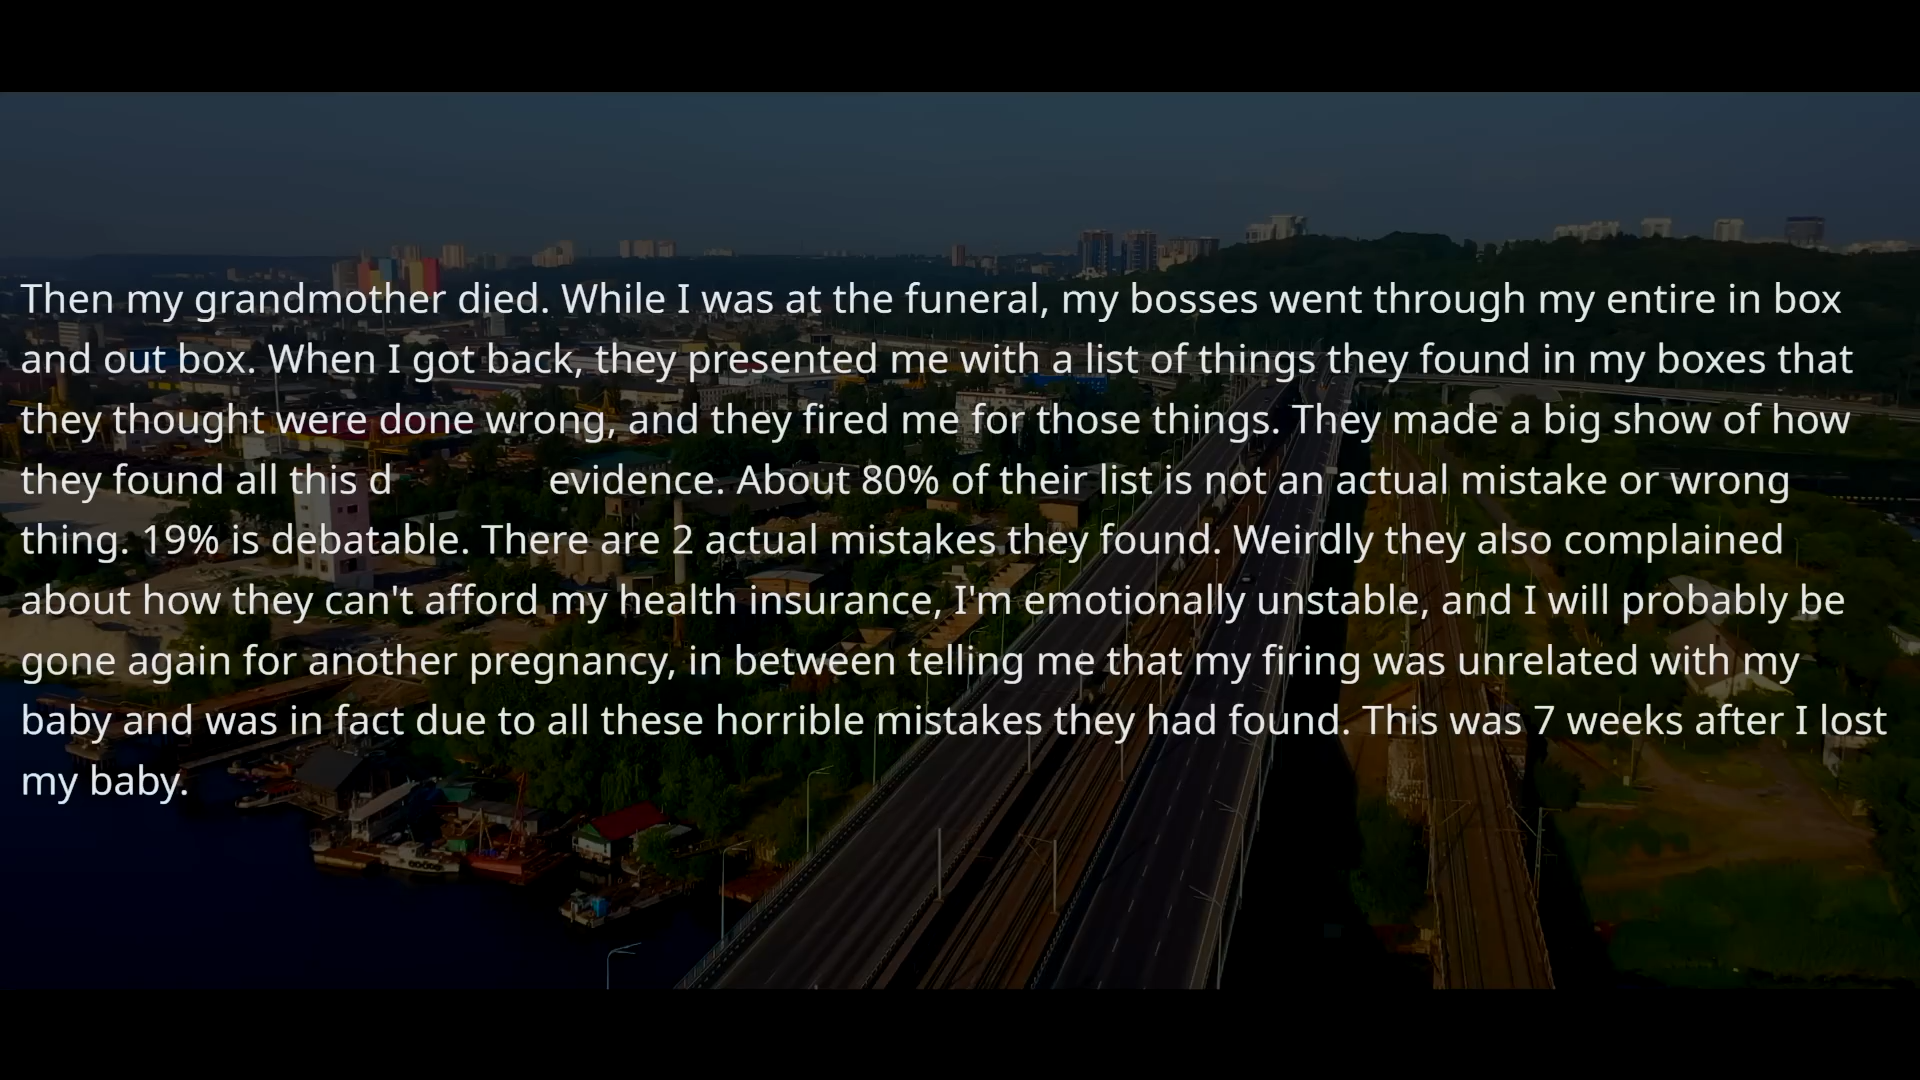 Then my grandmother died. While I was at the funeral, my bosses went through my entire in box
and out box. When I got back, they presented me with a list of things they found in my boxes that
they thought were done wrong, and they fired me for those things. They made a big show of how
they found all this d evidence. About 80% of their list is not an actual mistake or wrong
thing. 19% is debatable. There are 2 actual mistakes they found. Weirdly they also complained
about how they can't afford my health insurance, I'm emotionally unstable, and I will probably be
gone again for another pregnancy, in between telling me that my firing was unrelated with my
baby and was in fact due to all these horrible mistakes they had found. This was 7 weeks after I lost
my baby.